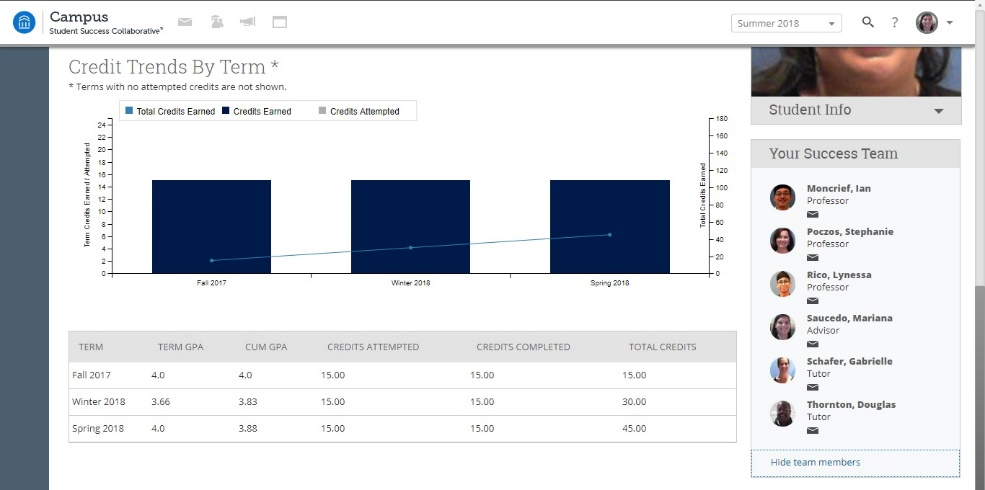 Campus
Student Success Collaborative™
Summer 2018
?
Credit Trends By Term *
* Terms with no attempted credits are not shown.
Total Credits Earned Credits Earned Credits Attempted
Term Credits Earned / Attempted
24
22
20
18
16
14
12
10
8
6
4
2
0
Total Credits Earned
180
160
140
120
100
80
60
40
20
0
Fall 2017 Winter 2018 Spring 2018
TERM TERM GPA CUM GPA CREDITS ATTEMPTED CREDITS COMPLETED TOTAL CREDITS
Fall 2017 4.0 4.0 15.00 15.00 15.00
Winter 2018 3.66 3.83 15.00 15.00 30.00
Spring 2018 4.0 3.88 15.00 15.00 45.00
Student Info
Your Success Team
Moncrief, Ian
Professor
Poczos, Stephanie
Professor
Rico, Lynessa
Professor
Saucedo, Mariana
Advisor
Schafer, Gabrielle
Tutor
Thornton, Douglas
Tutor
Hide team members